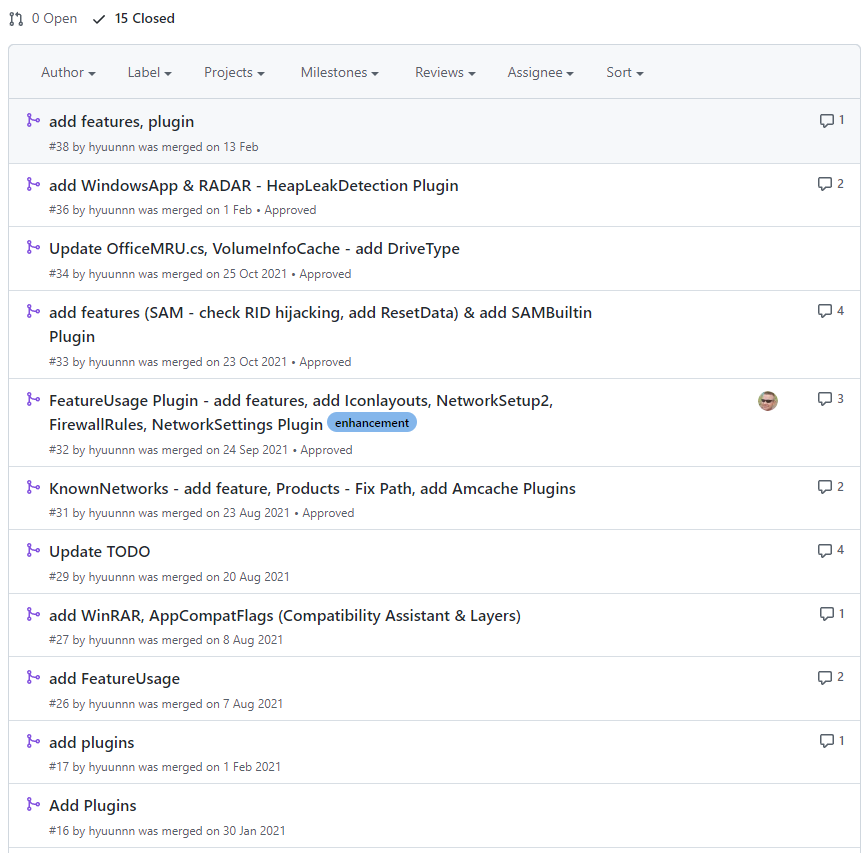 0 Open 15 Closed
Author Label Projects Milestones Reviews Assignee Sort
add features, plugin 1
#38 by hyuunnn was merged on 13 Feb
add WindowsApp & RADAR - HeapLeakDetection Plugin 2
#36 by hyuunnn was merged on 1 Feb • Approved
Update OfficeMRU.cs, VolumeInfoCache - add DriveType
#34 by hyuunnn was merged on 25 Oct 2021 • Approved
add features (SAM - check RID hijacking, add ResetData) & add SAMBuiltin 4
Plugin
#33 by hyuunnn was merged on 23 Oct 2021 • Approved
FeatureUsage Plugin - add features, add Iconlayouts, NetworkSetup2, 3
FirewallRules, NetworkSettings Plugin enhancement
#32 by hyuunnn was merged on 24 Sep 2021 • Approved
KnownNetworks - add feature, Products - Fix Path, add Amcache Plugins 2
#31 by hyuunnn was merged on 23 Aug 2021 • Approved
Update TODO 4
#29 by hyuunnn was merged on 20 Aug 2021
add WinRAR, AppCompatFlags (Compatibility Assistant & Layers) 1
#27 by hyuunnn was merged on 8 Aug 2021
add FeatureUsage 2
#26 by hyuunnn was merged on 7 Aug 2021
add plugins 1
#17 by hyuunnn was merged on 1 Feb 2021
Add Plugins
#16 by hyuunnn was merged on 30 Jan 2021